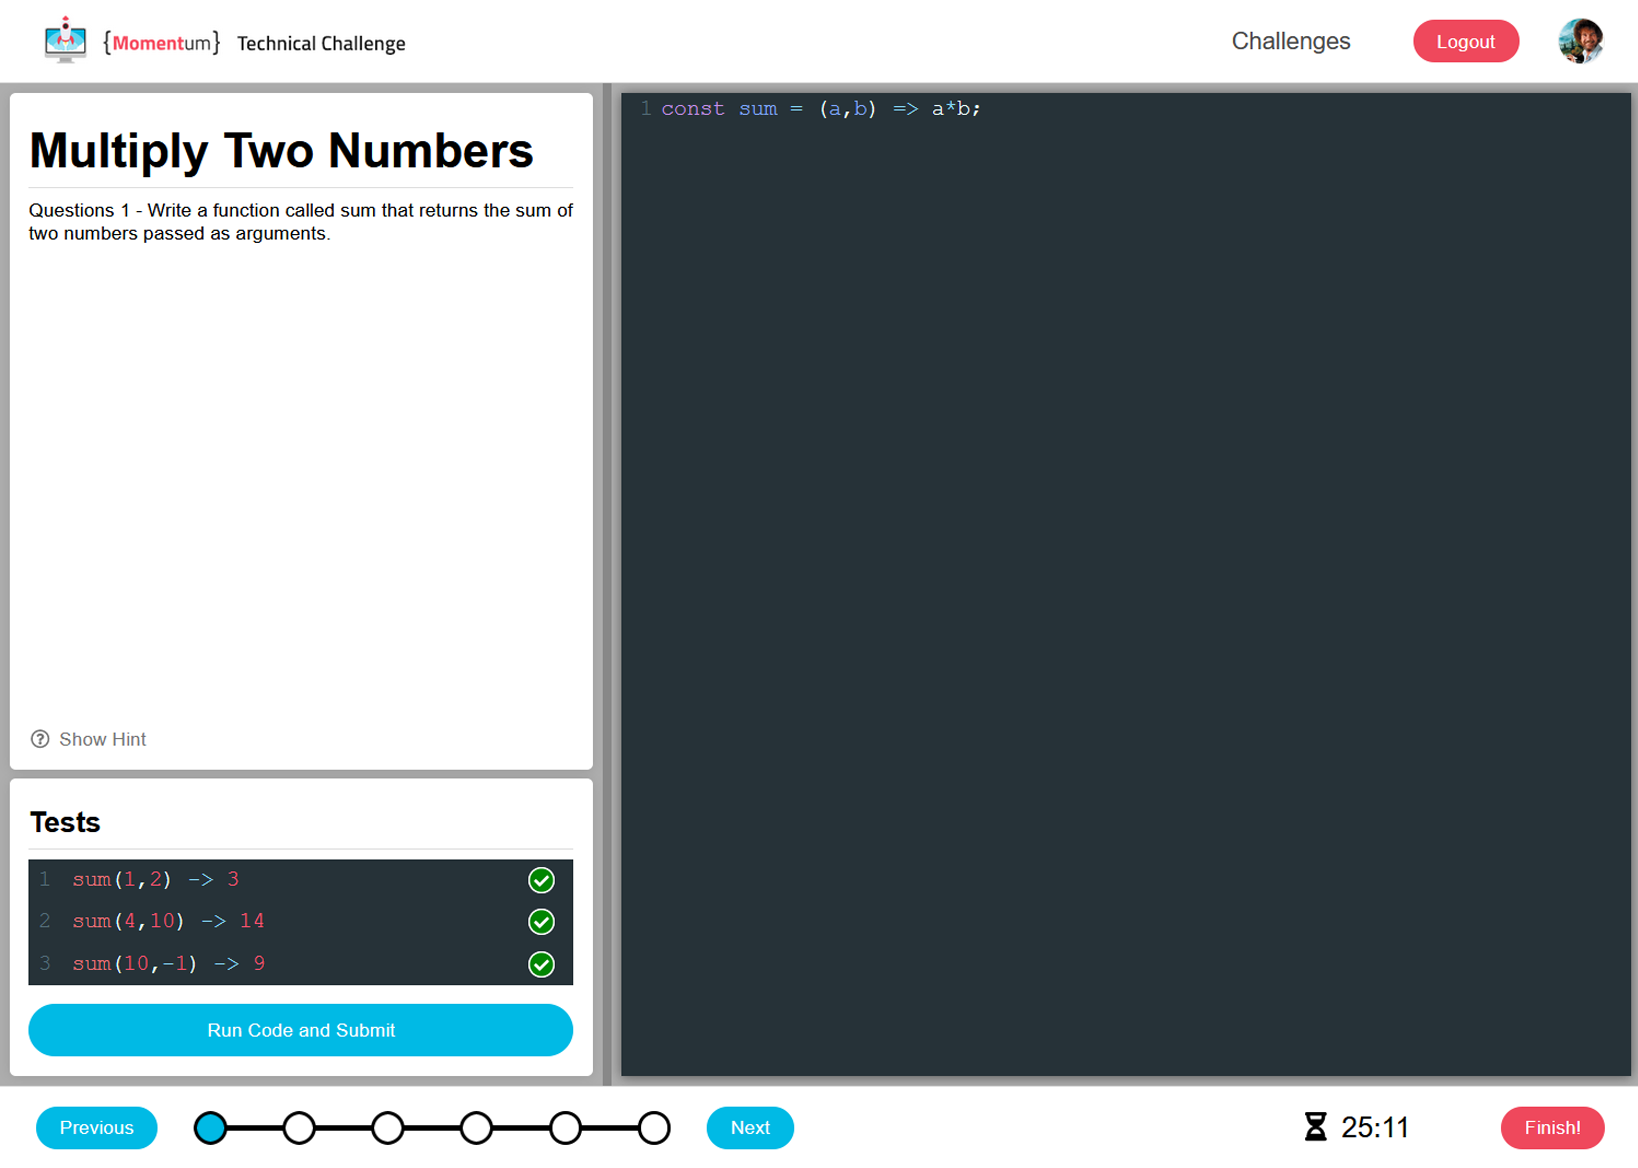 {Momentum} Technical Challenge
Challenges
Logout
Multiply Two Numbers
Questions 1 - Write a function called sum that returns the sum of
two numbers passed as arguments.
Show Hint
Tests
1 sum(1,2) -> 3
2 sum(4,10) -> 14
3 sum(10,-1) -> 9
Run Code and Submit
1 const sum = (a,b) => a*b;
Previous
Next
25:11
Finish!